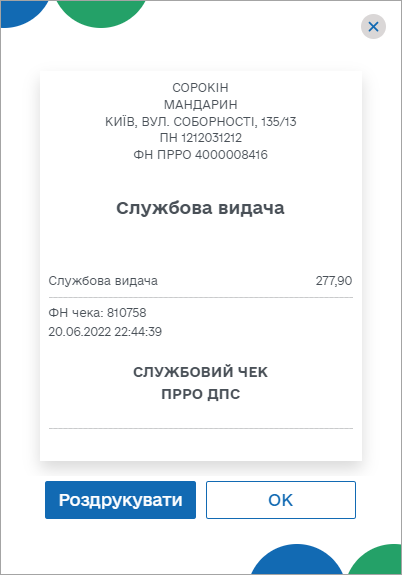 СОРОКІН
МАНДАРИН
КИЇВ, ВУЛ. СОБОРНОСТІ, 135/13
ПН 1212031212
ФН ПРРО 4000008416
Службова видача
Службова видача 277,90
ФН чека: 810758
20.06.2022 22:44:39
СЛУЖБОВИЙ ЧЕК
ПРРО ДПС
Роздрукувати OK